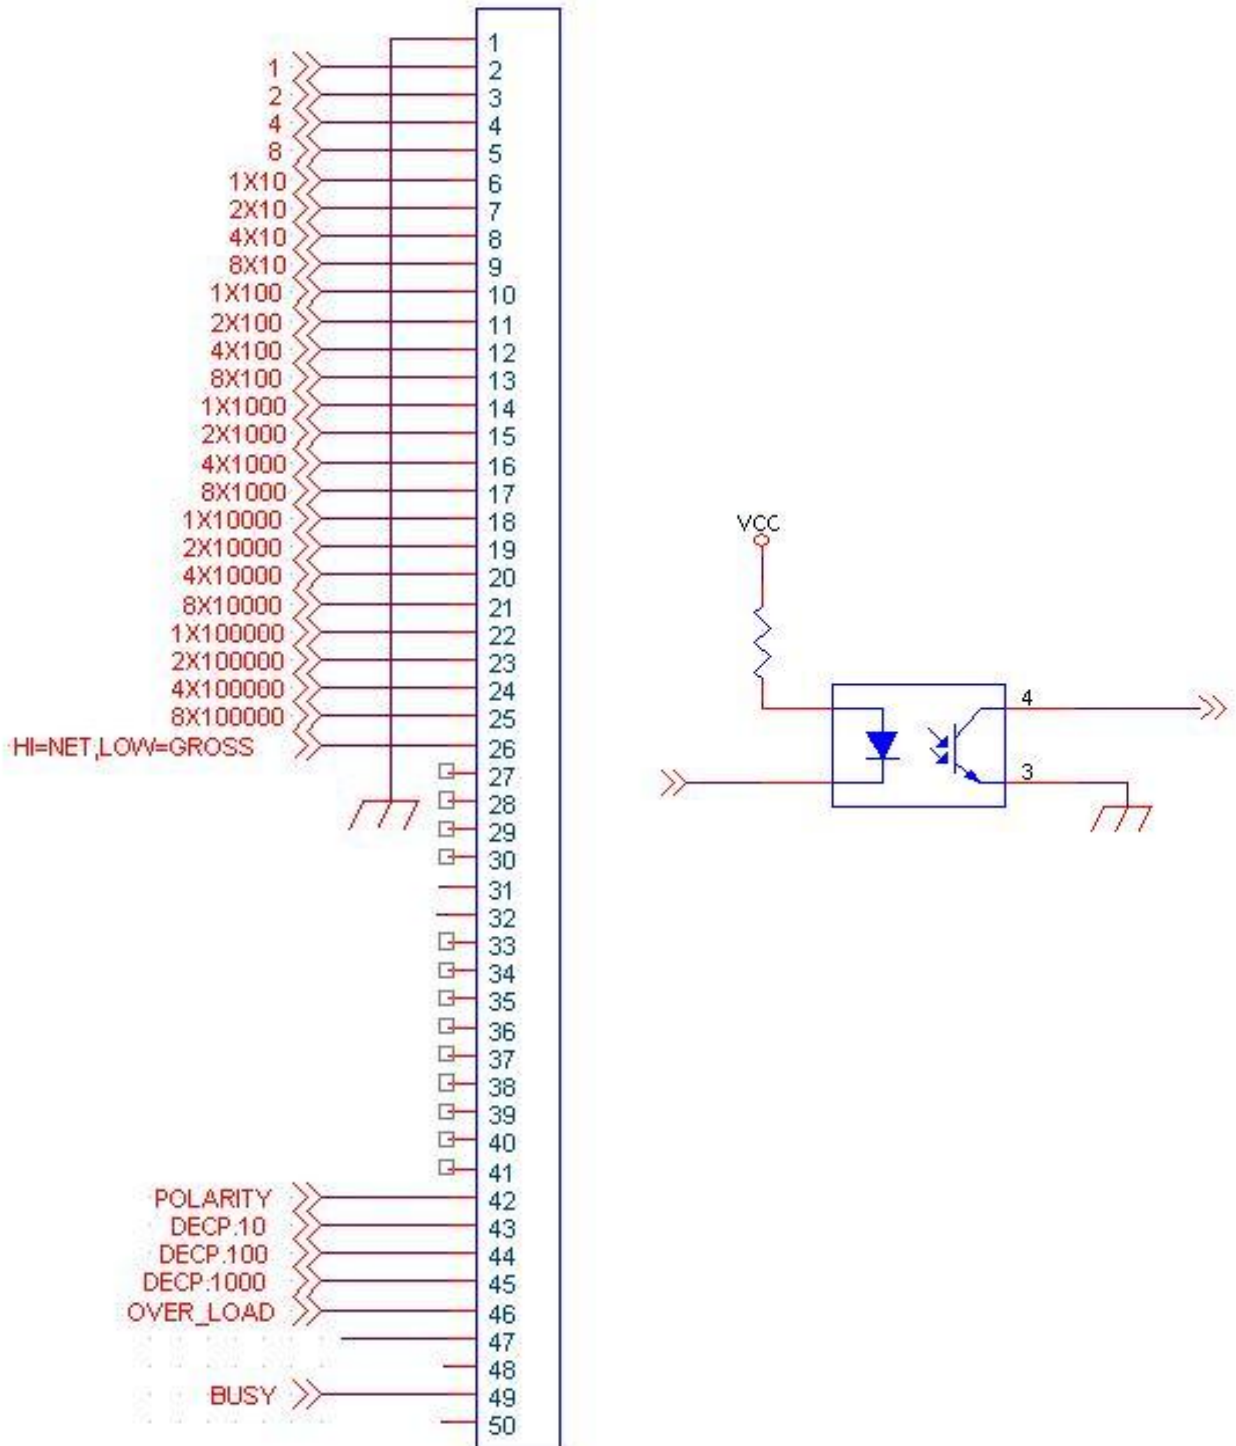 1
1 2
2 3
4 4
8 5
1X10 6
2X10 7
4X10 8
8X10 9
1X100 10
2X100 11
4X100 12
8X100 13
1X1000 14
2X1000 15
4X1000 16
8X1000 17
1X10000 18
2X10000 19
4X10000 20
8X10000 21
1X100000 22
2X100000 23
4X100000 24
8X100000 25
HI=NET,LOW=GROSS 26
27
28
29
30
31
32
33
34
35
36
37
38
39
40
41
POLARITY 42
DECP.10 43
DECP.100 44
DECP.1000 45
OVER_LOAD 46
47
48
BUSY 49
50
VCC
4
3